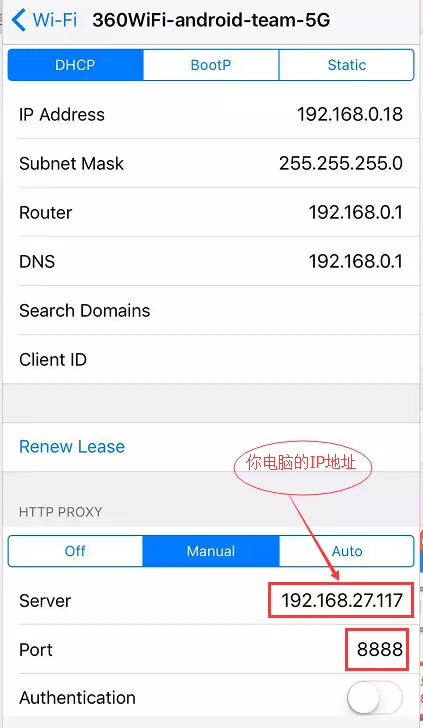 Wi-Fi 360WiFi-android-team-5G
DHCP BootP Static
IP Address 192.168.0.18
Subnet Mask 255.255.255.0
Router 192.168.0.1
DNS 192.168.0.1
Search Domains
Client ID
Renew Lease
你电脑的IP地址
HTTP PROXY
Off Manual Auto
Server 192.168.27.117
Port 8888
Authentication